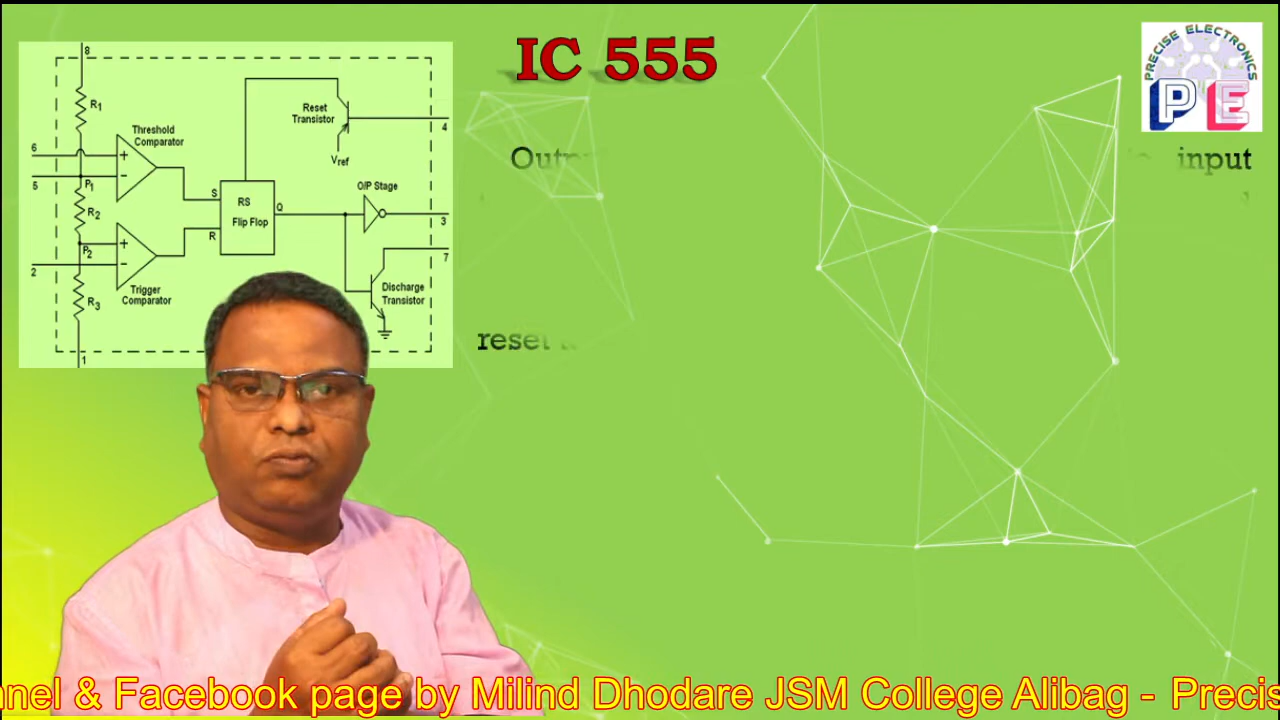 IC 555
PRECISE ELECTRONICS
P E
8
R1
Threshold
Comparator
Reset
Transistor
4
6
+
Vref
5
-
P1
O/P Stage
S
RS
R2
Q
Flip Flop
3
R
+
P2
7
2
-
Discharge
Transistor
R3
Trigger
Comparator
1
input
reset
nnel & Facebook page by Milind Dhodare JSM College Alibag - Precis